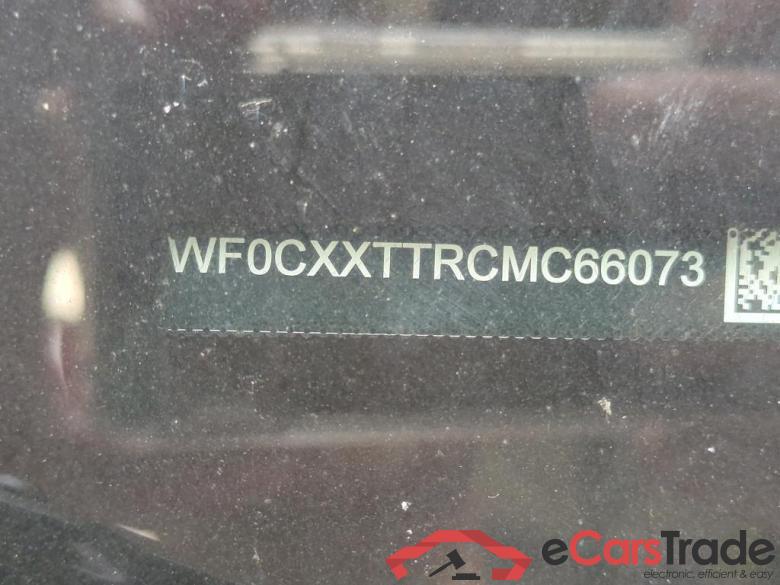 WF0CXXTTRCMC66073
eCarsTrade
electronic, efficient & easy